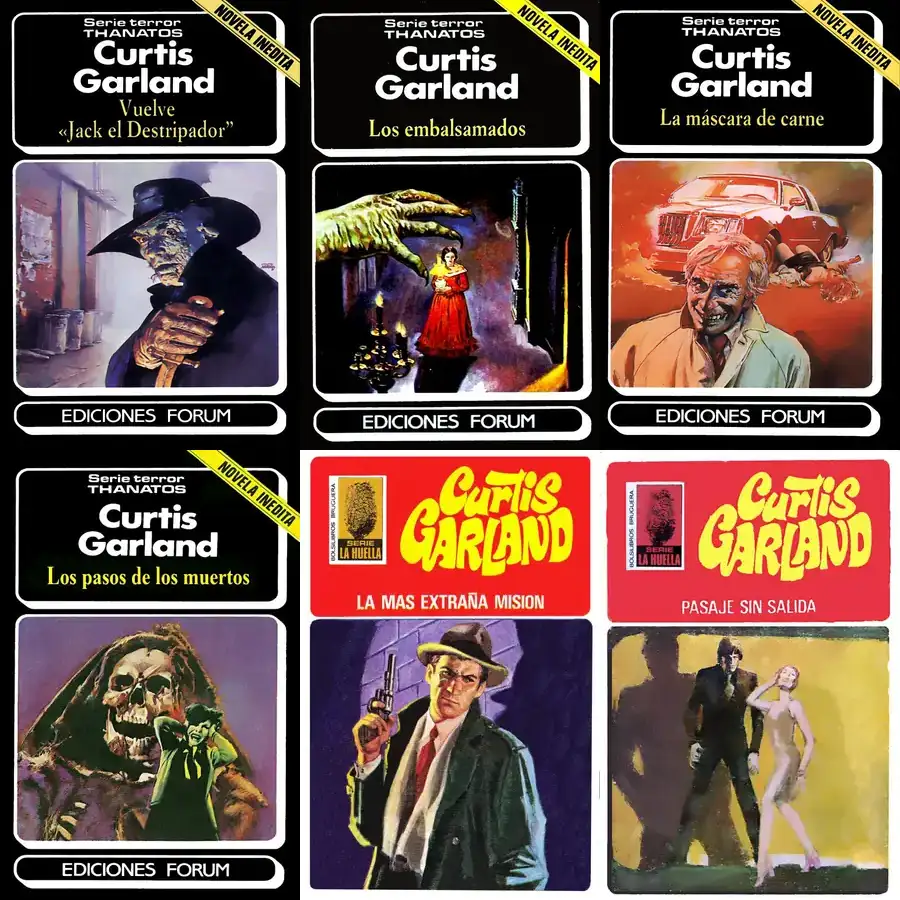 Serie terror
THANATOS
NOVELA INEDITA
Curtis
Garland
Vuelve
«Jack el Destripador”
EDICIONES FORUM
Serie terror
THANATOS
NOVELA INEDITA
Curtis
Garland
Los embalsamados
EDICIONES FORUM
Serie terror
THANATOS
NOVELA INEDITA
Curtis
Garland
La máscara de carne
EDICIONES FORUM
Serie terror
THANATOS
NOVELA INEDITA
Curtis
Garland
Los pasos de los muertos
EDICIONES FORUM
BOLSILIBROS BRUGUERA
SERIE
LA HUELLA
CURTIS
GARLAND
LA MAS EXTRAÑA MISION
BOLSILIBROS BRUGUERA
SERIE
LA HUELLA
CURTIS
GARLAND
PASAJE SIN SALIDA